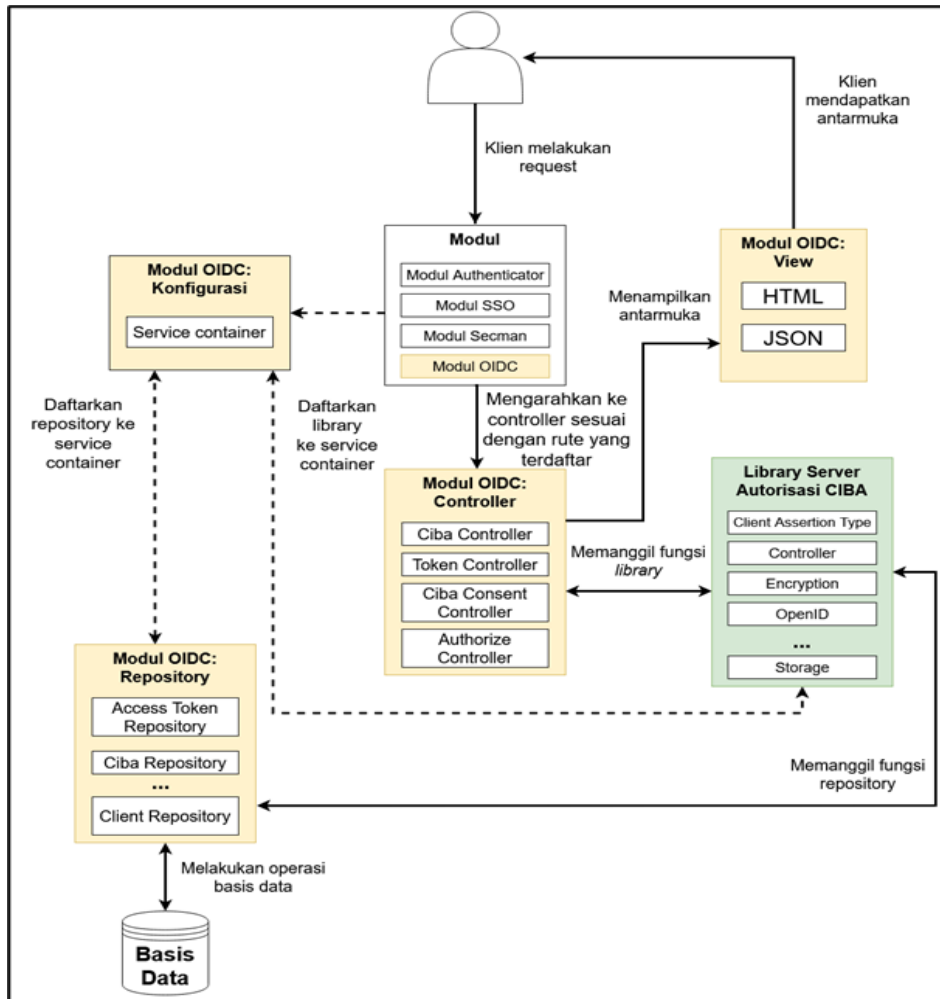 Klien
mendapatkan
antarmuka
Klien melakukan
request
Modul
Modul Authenticator
Modul SSO
Modul Secman
Modul OIDC
Modul OIDC:
View
HTML
JSON
Modul OIDC:
Konfigurasi
Service container
Menampilkan
antarmuka
Daftarkan
repository ke
service
container
Daftarkan
library
ke service
container
Mengarahkan ke
controller sesuai
dengan rute yang
terdaftar
Modul OIDC:
Controller
Ciba Controller
Token Controller
Ciba Consent
Controller
Authorize
Controller
Memanggil fungsi
library
Library Server
Autorisasi CIBA
Client Assertion Type
Controller
Encryption
OpenID
...
Storage
Modul OIDC:
Repository
Access Token
Repository
Ciba Repository
...
Client Repository
Memanggil fungsi
repository
Melakukan operasi
basis data
Basis
Data